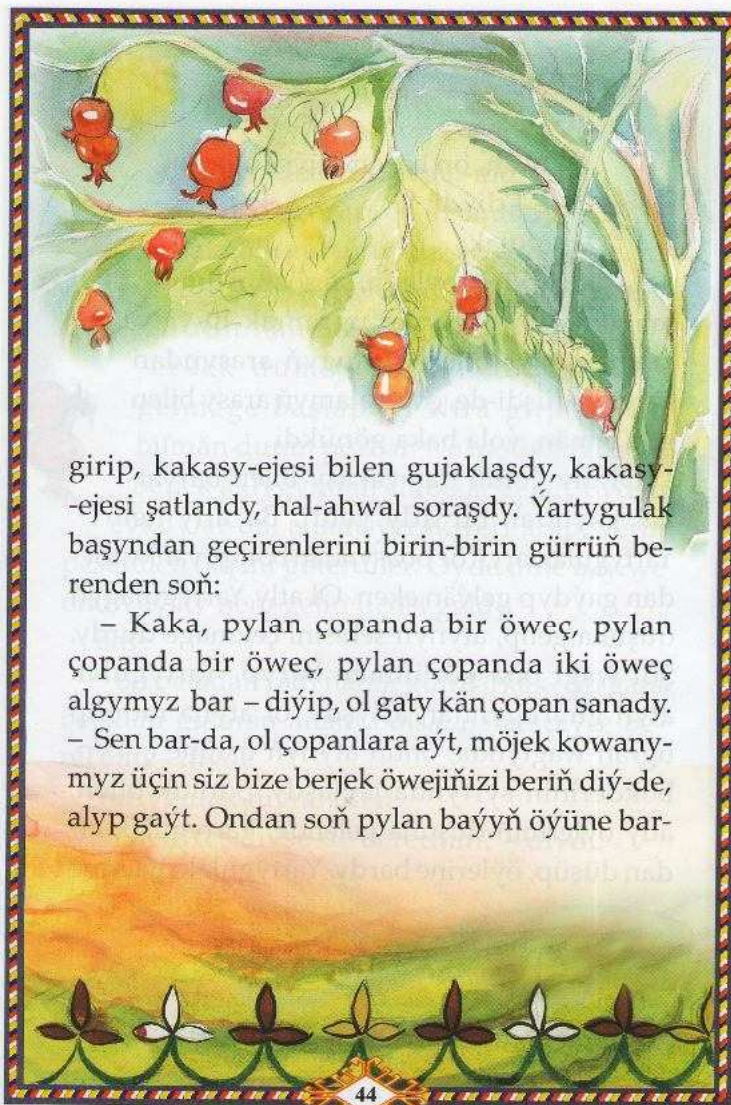 girip, kakasy-ejesi bilen gujaklaşdy, kakasy-
-ejesi şatlandy, hal-ahwal soraşdy. Ýartygulak
başyndan geçirenlerini birin-birin gürrüň be-
renden soň:
– Kaka, pylan çopanda bir öweç, pylan
çopanda bir öweç, pylan çopanda iki öweç
algymyz bar – diýip, ol gaty kän çopan sanady.
– Sen bar-da, ol çopanlara aýt, möjek kowany-
myz üçin siz bize berjek öwejiňizi beriň diý-de,
alyp gaýt. Ondan soň pylan baýyň öýüne bar-
44